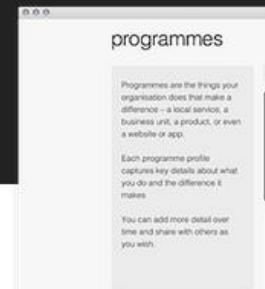 programmes
Programmes are the things your
organisation does that make a
difference – a local service, a
business unit, a product, or even
a website or app.
Each programme profile
captures key details about what
you do and the difference it
makes
You can add more detail over
time and share with others as
you wish.